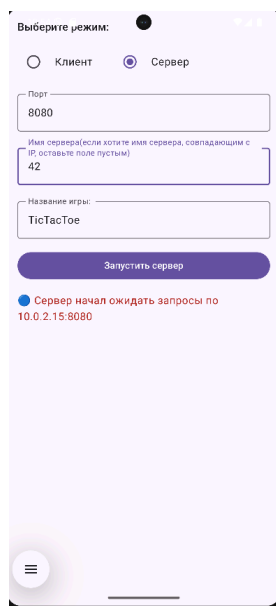 Выберите режим:
Клиент
Сервер
Порт
8080
Имя сервера(если хотите имя сервера, совпадающим с
IP, оставьте поле пустым)
42
Название игры:
TicTacToe
Запустить сервер
🔵 Сервер начал ожидать запросы по
10.0.2.15:8080